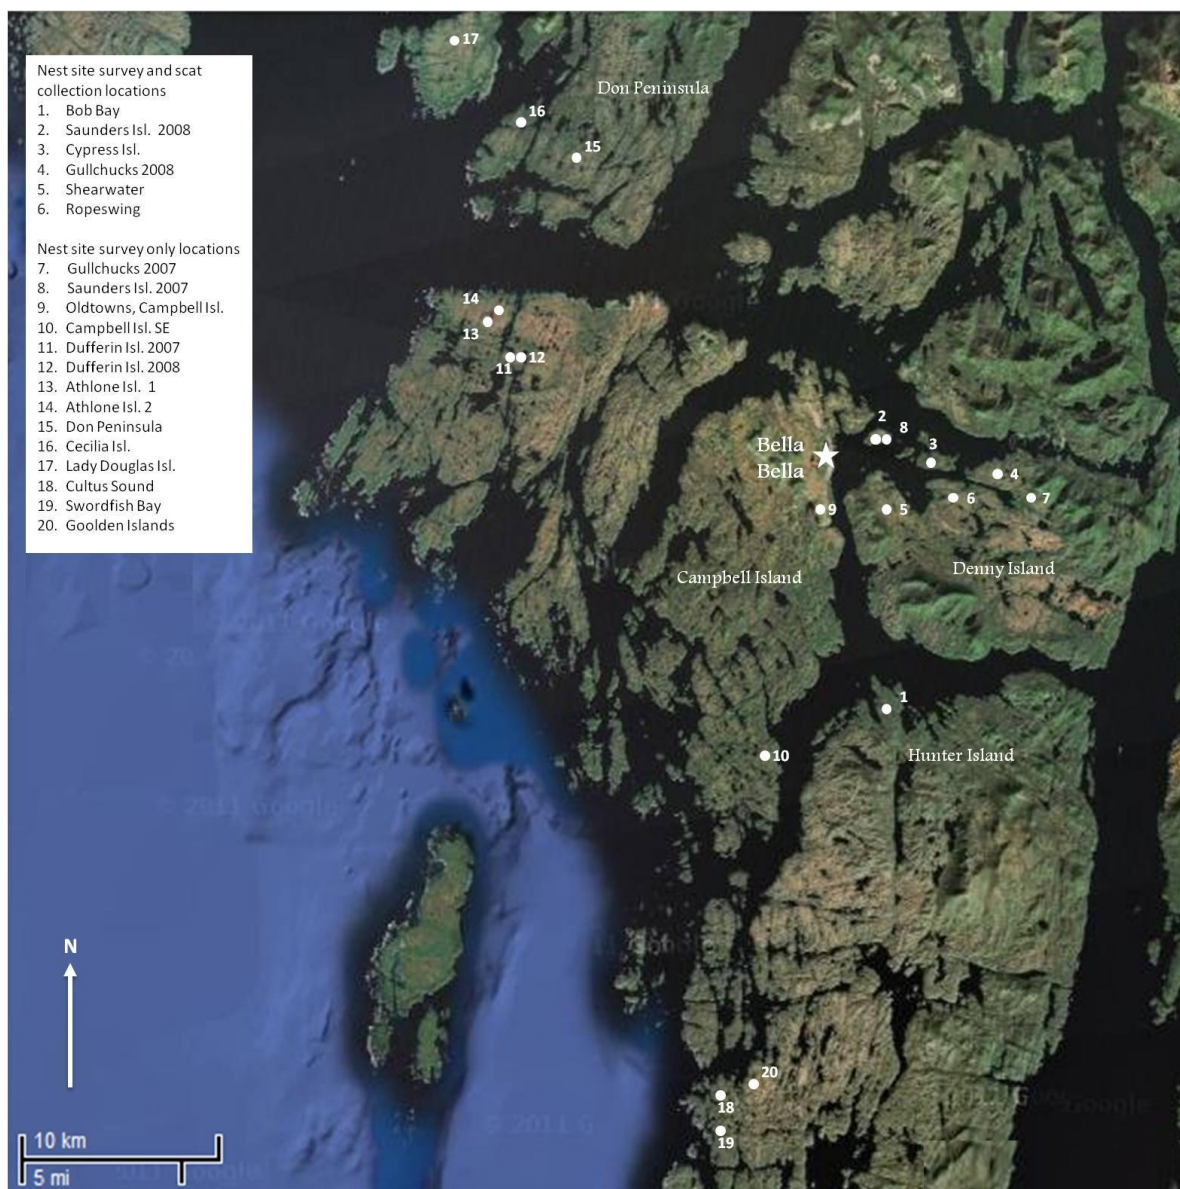 Nest site survey and scat
collection locations
1. Bob Bay
2. Saunders Isl. 2008
3. Cypress Isl.
4. Gullchucks 2008
5. Shearwater
6. Ropeswing
Nest site survey only locations
7. Gullchucks 2007
8. Saunders Isl. 2007
9. Oldtowns, Campbell Isl.
10. Campbell Isl. SE
11. Dufferin Isl. 2007
12. Dufferin Isl. 2008
13. Athlone Isl. 1
14. Athlone Isl. 2
15. Don Peninsula
16. Cecilia Isl.
17. Lady Douglas Isl.
18. Cultus Sound
19. Swordfish Bay
20. Goolden Islands
17
Don Peninsula
16
15
14
13
11
12
2
8
Bella
Bella
3
4
6
7
9
5
Campbell Island
Denny Island
1
10
Hunter Island
© 2011 Google
N
20
18
19
Google
© 2011 G
10 km
5 mi